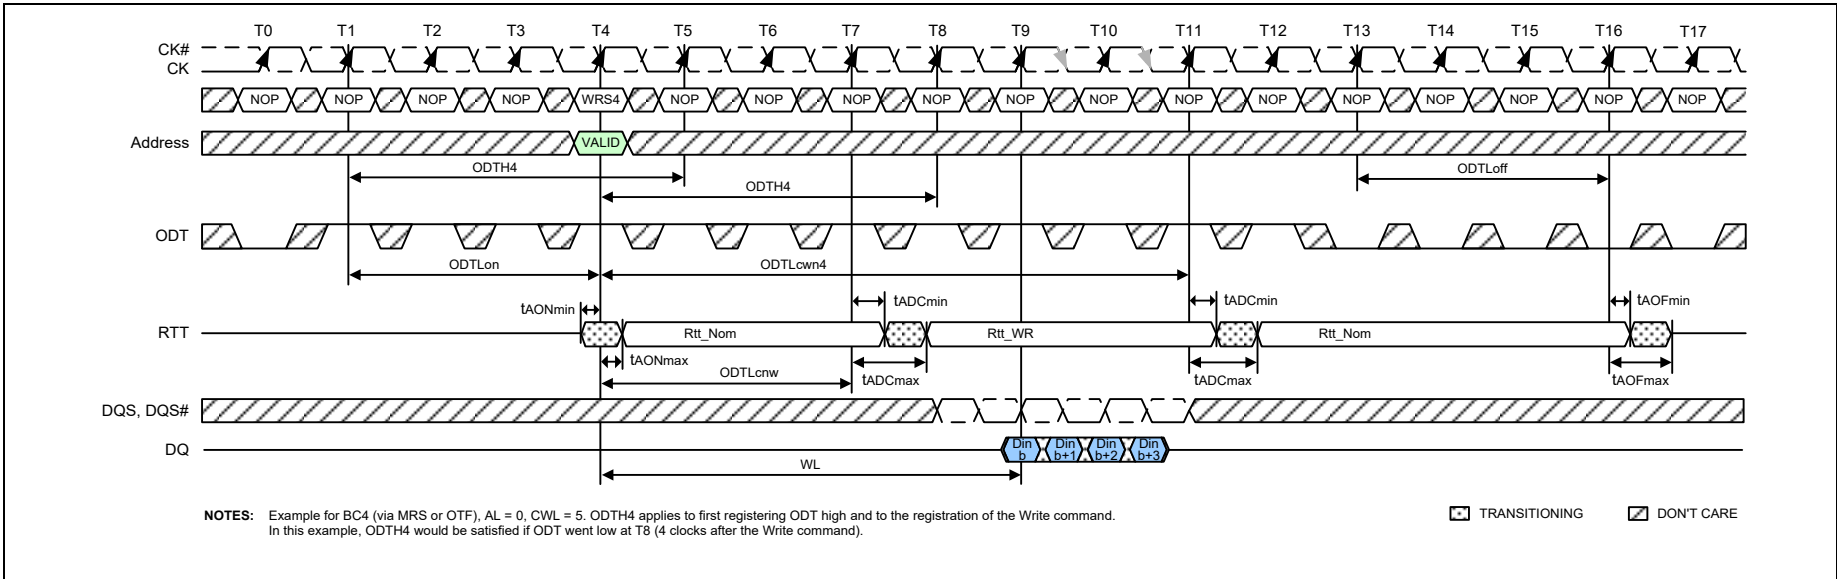 T0 T1 T2 T3 T4 T5 T6 T7 T8 T9 T10 T11 T12 T13 T14 T15 T16 T17
CK#
CK
NOP NOP NOP NOP WRS4 NOP NOP NOP NOP NOP NOP NOP NOP NOP NOP NOP NOP NOP
Address VALID
ODTH4 ODTLoff
ODTH4
ODT
ODTLon ODTLcwn4
tAONmin tADCmin tADCmin tAOFmin
RTT Rtt_Nom Rtt_WR Rtt_Nom
tAONmax
ODTLcnw tADCmax tADCmax tAOFmax
DQS, DQS#
DQ Din b Din b+1 Din b+2 Din b+3
WL
NOTES: Example for BC4 (via MRS or OTF), AL = 0, CWL = 5. ODTH4 applies to first registering ODT high and to the registration of the Write command.
In this example, ODTH4 would be satisfied if ODT went low at T8 (4 clocks after the Write command).
TRANSITIONING DON'T CARE